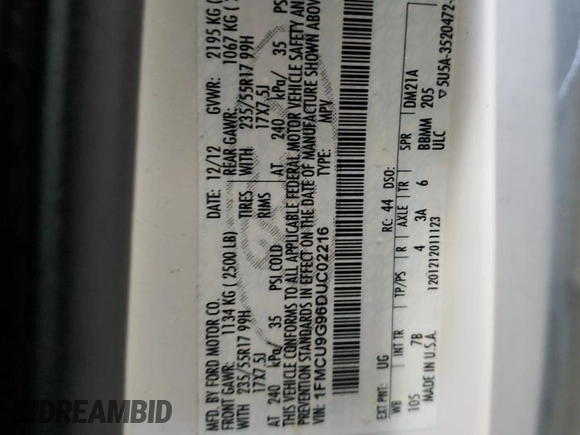 MFD. BY FORD MOTOR CO.
DATE: 12/12 GVWR: 2195 KG (
FRONT GAWR: 1134 KG ( 2500 LB) REAR GAWR: 1067 KG (
WITH 235/55R17 99H TIRES WITH 235/55R17 99H
17X7.5J RIMS 17X7.5J
AT 240 kPa/ 35 PSI COLD AT 240 kPa/ 35 PS
THIS VEHICLE CONFORMS TO ALL APPLICABLE FEDERAL MOTOR VEHICLE SAFETY AN
PREVENTION STANDARDS IN EFFECT ON THE DATE OF MANUFACTURE SHOWN ABOV
VIN: 1FMCU9G96DUC02216 TYPE: MPV
EXT PNT: UG RC: 44 DSO:
WB INT TR TP/PS R AXLE TR SPR DM21A
105 7B 4 3A 6 BBMM 205
MADE IN U.S.A. 1201212011123 ULC
▽ 5U5A-3520472-
DREAMBID